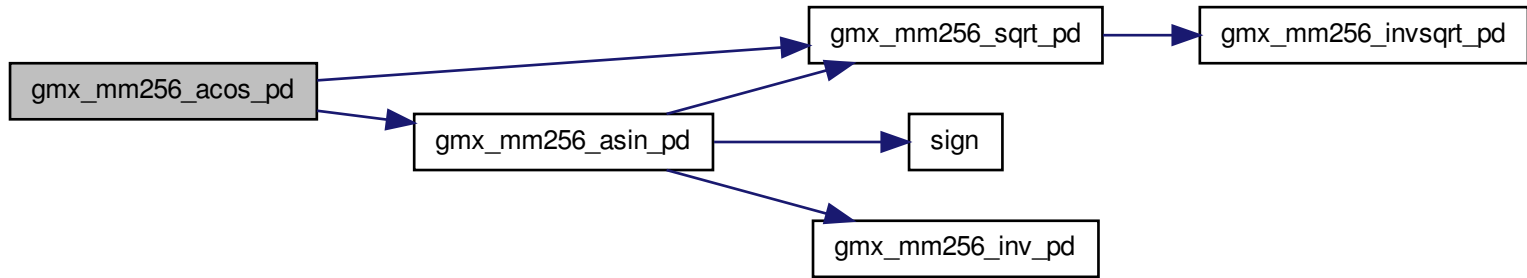 gmx_mm256_sqrt_pd
gmx_mm256_invsqrt_pd
gmx_mm256_acos_pd
gmx_mm256_asin_pd
sign
gmx_mm256_inv_pd